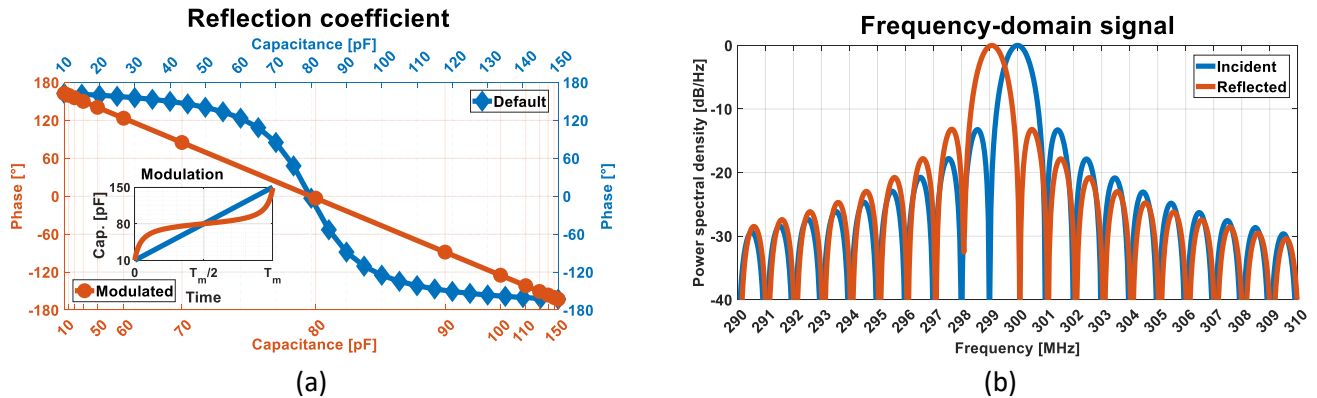 Reflection coefficient
Capacitance [pF]
10 20 30 40 50 60 70 80 90 100 110 120 130 140 150
180 180
120 120
60 60
0 0
-60 -60
-120 -120
-180 -180
Phase [°]
Phase [°]
Default
Modulation
150
80
10
Cap. [pF]
0 Tm/2 Tm
Time
Modulated
10 50 60 70 80 90 100 110 150
Capacitance [pF]
(a)
Frequency-domain signal
0
-10
-20
-30
-40
Power spectral density [dB/Hz]
Incident
Reflected
290 291 292 293 294 295 296 297 298 299 300 301 302 303 304 305 306 307 308 309 310
Frequency [MHz]
(b)